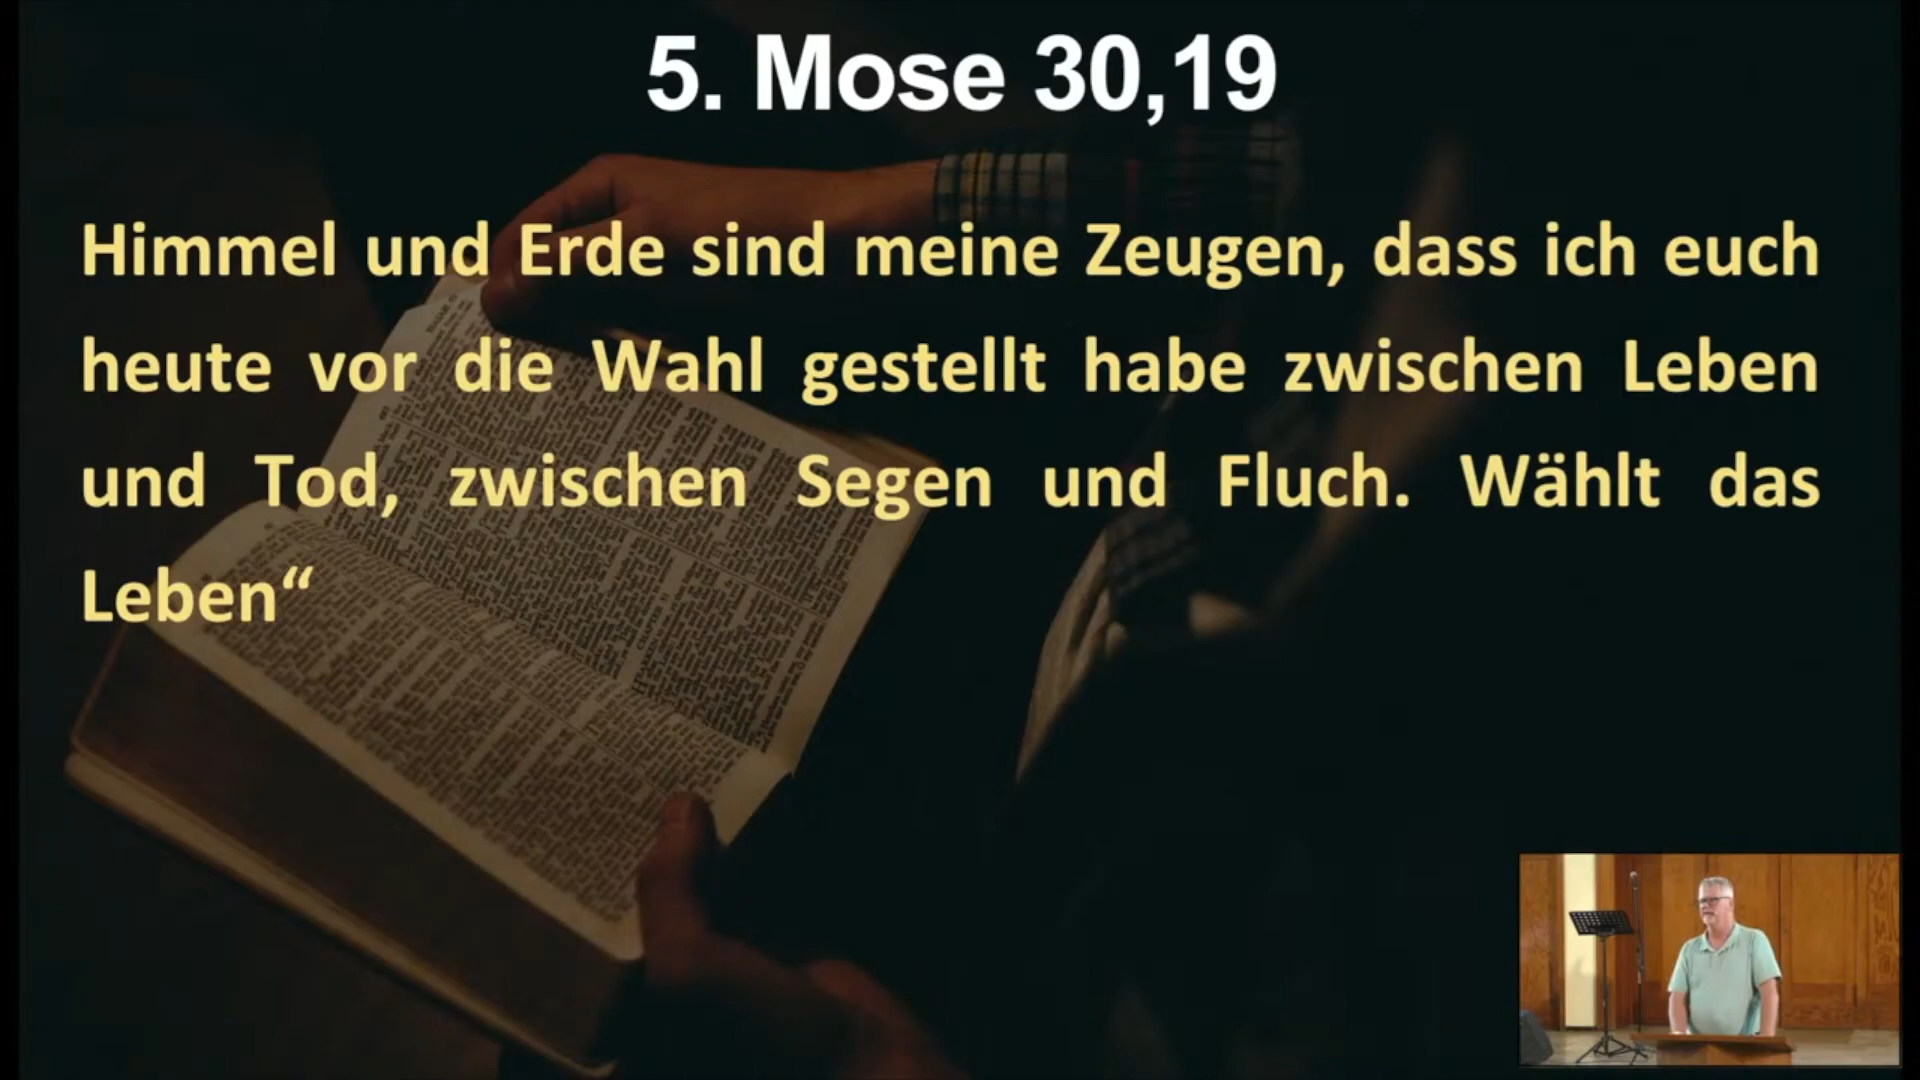 5. Mose 30,19
Himmel und Erde sind meine Zeugen, dass ich euch
heute vor die Wahl gestellt habe zwischen Leben
und Tod, zwischen Segen und Fluch. Wählt das
Leben“